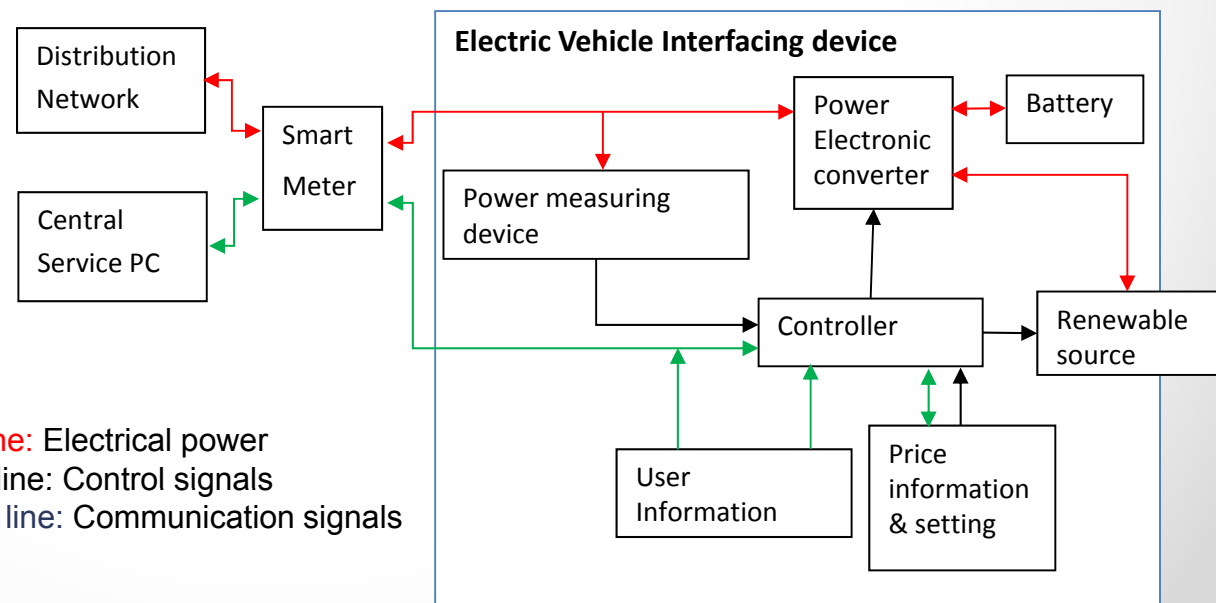 Electric Vehicle Interfacing device
Distribution
Network
Smart
Meter
Central
Service PC
Power
Electronic
converter
Battery
Power measuring
device
Controller
Renewable
source
User
Information
Price
information
& setting
ne: Electrical power
line: Control signals
line: Communication signals